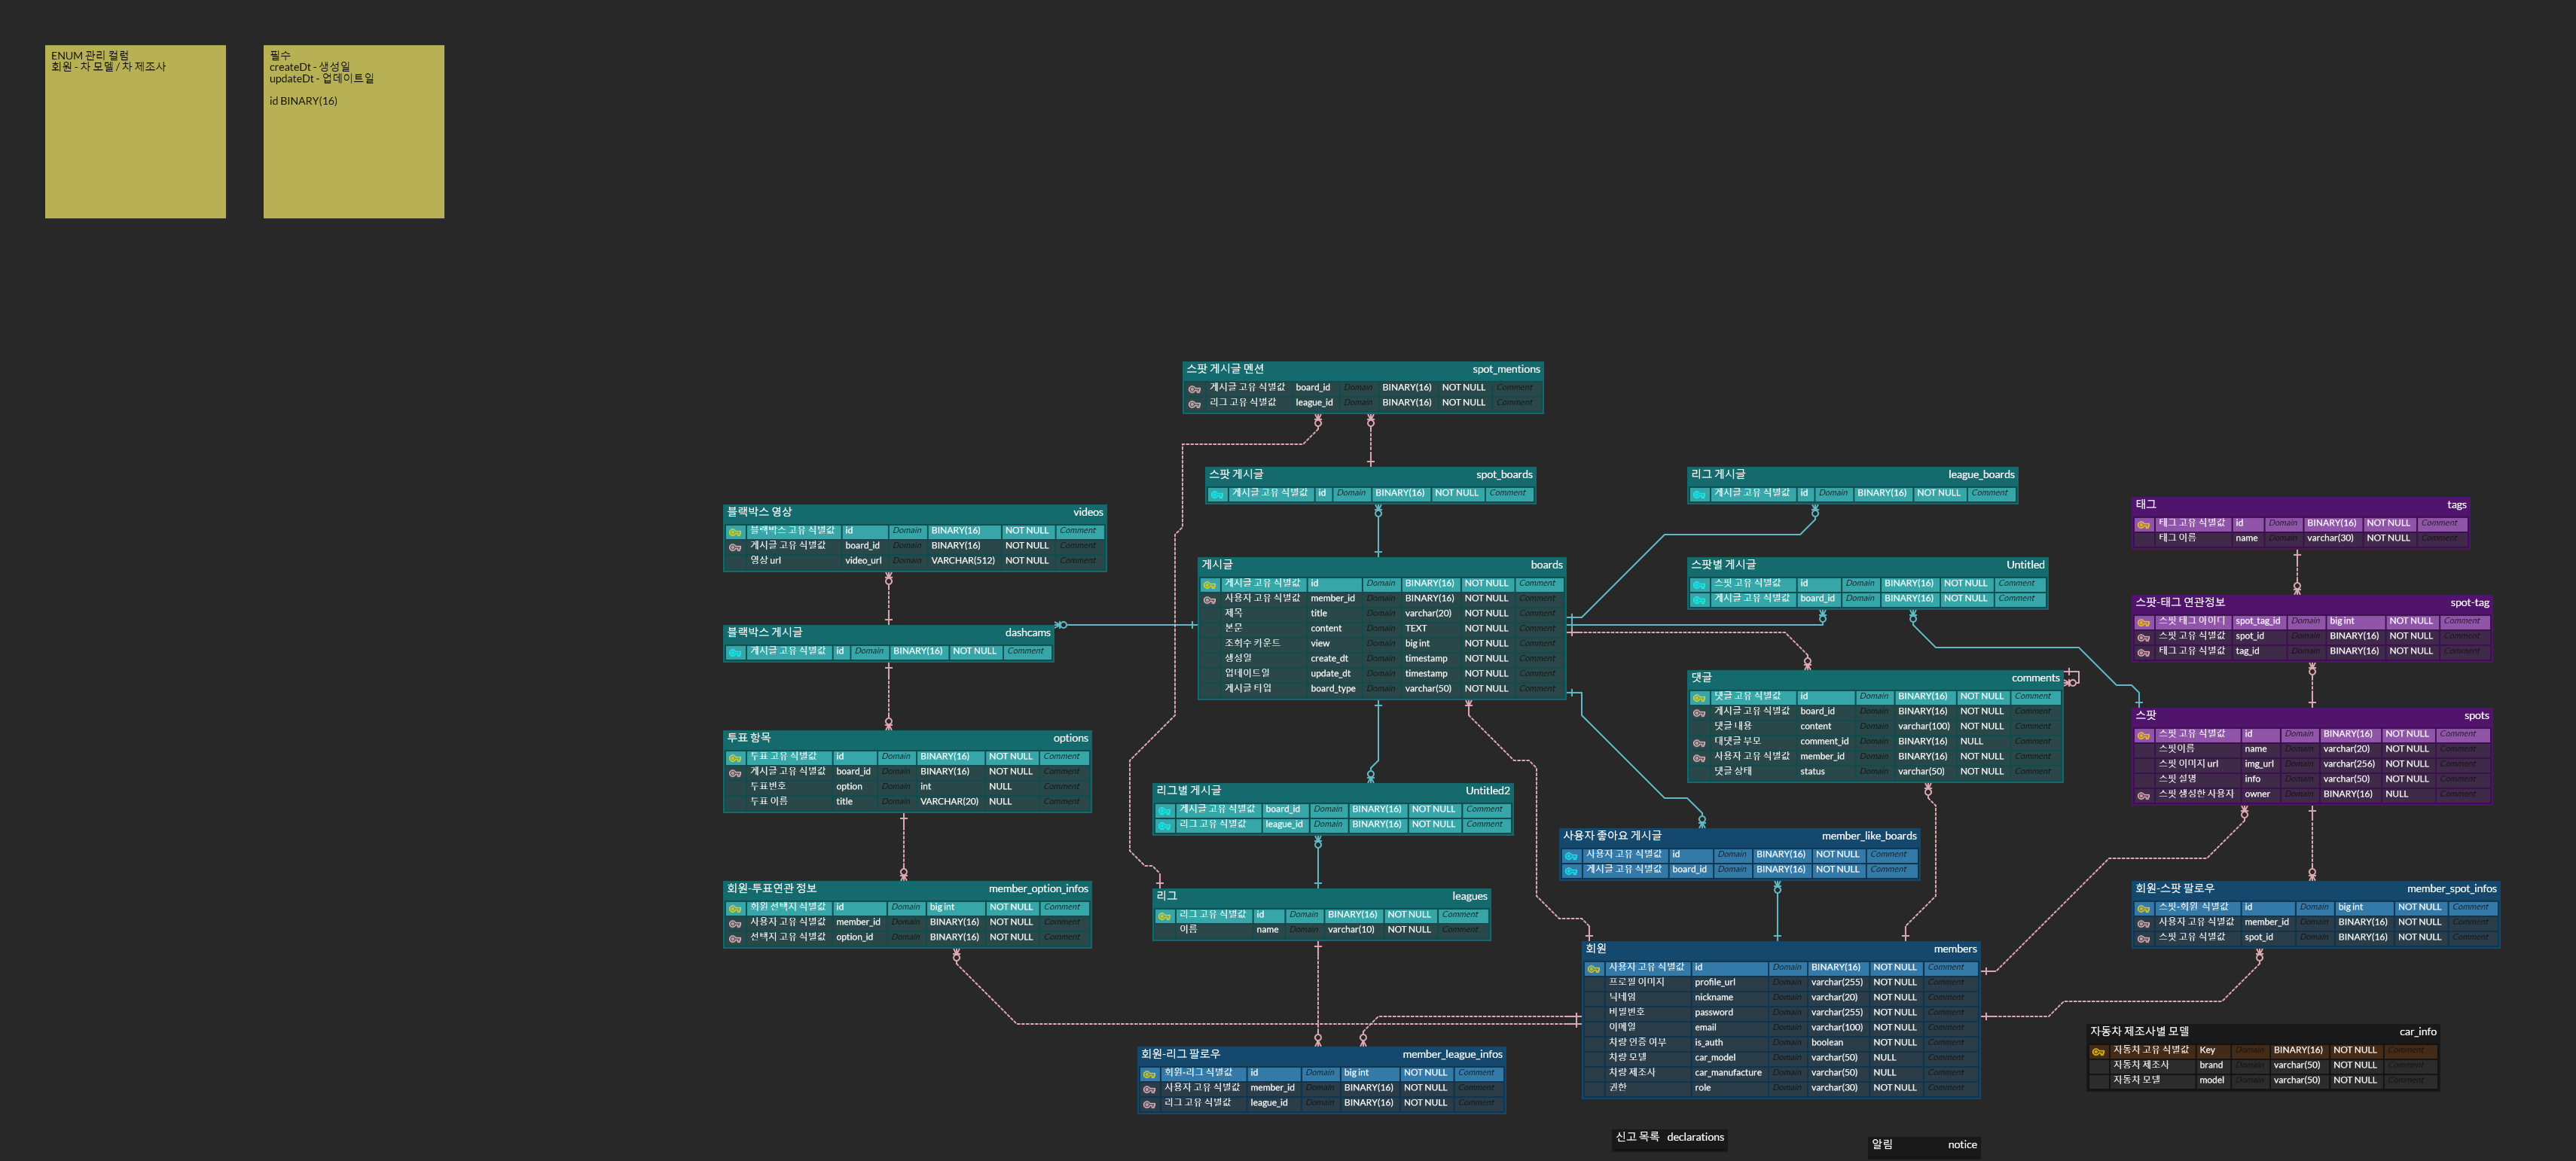 ENUM 관리 컬럼
회원 - 차 모델 / 차 제조사
필수
createDt - 생성일
updateDt - 업데이트일
id BINARY(16)
스팟 게시글 멘션 spot_mentions
게시글 고유 식별값 board_id Domain BINARY(16) NOT NULL Comment
리그 고유 식별값 league_id Domain BINARY(16) NOT NULL Comment
스팟 게시글 spot_boards
게시글 고유 식별값 id Domain BINARY(16) NOT NULL Comment
리그 게시글 league_boards
게시글 고유 식별값 id Domain BINARY(16) NOT NULL Comment
태그 tags
태그 고유 식별값 id Domain BINARY(16) NOT NULL Comment
태그 이름 name Domain varchar(30) NOT NULL Comment
블랙박스 영상 videos
블랙박스 고유 식별값 id Domain BINARY(16) NOT NULL Comment
게시글 고유 식별값 board_id Domain BINARY(16) NOT NULL Comment
영상 url video_url Domain VARCHAR(512) NOT NULL Comment
게시글 boards
게시글 고유 식별값 id Domain BINARY(16) NOT NULL Comment
사용자 고유 식별값 member_id Domain BINARY(16) NOT NULL Comment
제목 title Domain varchar(20) NOT NULL Comment
본문 content Domain TEXT NOT NULL Comment
조회수 카운트 view Domain big int NOT NULL Comment
생성일 create_dt Domain timestamp NOT NULL Comment
업데이트일 update_dt Domain timestamp NOT NULL Comment
게시글 타입 board_type Domain varchar(50) NOT NULL Comment
스팟별 게시글 Untitled
스팟 고유 식별값 id Domain BINARY(16) NOT NULL Comment
게시글 고유 식별값 board_id Domain BINARY(16) NOT NULL Comment
스팟-태그 연관정보 spot-tag
스팟 태그 아이디 spot_tag_id Domain big int NOT NULL Comment
스팟 고유 식별값 spot_id Domain BINARY(16) NOT NULL Comment
태그 고유 식별값 tag_id Domain BINARY(16) NOT NULL Comment
블랙박스 게시글 dashcams
게시글 고유 식별값 id Domain BINARY(16) NOT NULL Comment
댓글 comments
댓글 고유 식별값 id Domain BINARY(16) NOT NULL Comment
게시글 고유 식별값 board_id Domain BINARY(16) NOT NULL Comment
댓글 내용 content Domain varchar(100) NOT NULL Comment
대댓글 부모 comment_id Domain BINARY(16) NULL Comment
사용자 고유 식별값 member_id Domain BINARY(16) NOT NULL Comment
댓글 상태 status Domain varchar(50) NOT NULL Comment
스팟 spots
스팟 고유 식별값 id Domain BINARY(16) NOT NULL Comment
스팟이름 name Domain varchar(20) NOT NULL Comment
스팟 이미지 url img_url Domain varchar(256) NOT NULL Comment
스팟 설명 info Domain varchar(50) NOT NULL Comment
스팟 생성한 사용자 owner Domain BINARY(16) NULL Comment
투표 항목 options
투표 고유 식별값 id Domain BINARY(16) NOT NULL Comment
게시글 고유 식별값 board_id Domain BINARY(16) NOT NULL Comment
투표번호 option Domain int NULL Comment
투표 이름 title Domain VARCHAR(20) NULL Comment
리그별 게시글 Untitled2
게시글 고유 식별값 board_id Domain BINARY(16) NOT NULL Comment
리그 고유 식별값 league_id Domain BINARY(16) NOT NULL Comment
사용자 좋아요 게시글 member_like_boards
사용자 고유 식별값 id Domain BINARY(16) NOT NULL Comment
게시글 고유 식별값 board_id Domain BINARY(16) NOT NULL Comment
회원-투표연관 정보 member_option_infos
회원 선택지 식별값 id Domain big int NOT NULL Comment
사용자 고유 식별값 member_id Domain BINARY(16) NOT NULL Comment
선택지 고유 식별값 option_id Domain BINARY(16) NOT NULL Comment
리그 leagues
리그 고유 식별값 id Domain BINARY(16) NOT NULL Comment
이름 name Domain varchar(10) NOT NULL Comment
회원-스팟 팔로우 member_spot_infos
스팟-회원 식별값 id Domain big int NOT NULL Comment
사용자 고유 식별값 member_id Domain BINARY(16) NOT NULL Comment
스팟 고유 식별값 spot_id Domain BINARY(16) NOT NULL Comment
회원 members
사용자 고유 식별값 id Domain BINARY(16) NOT NULL Comment
프로필 이미지 profile_url Domain varchar(255) NOT NULL Comment
닉네임 nickname Domain varchar(20) NOT NULL Comment
비밀번호 password Domain varchar(255) NOT NULL Comment
이메일 email Domain varchar(100) NOT NULL Comment
차량 인증 여부 is_auth Domain boolean NOT NULL Comment
차량 모델 car_model Domain varchar(50) NULL Comment
차량 제조사 car_manufacture Domain varchar(50) NULL Comment
권한 role Domain varchar(30) NOT NULL Comment
회원-리그 팔로우 member_league_infos
회원-리그 식별값 id Domain big int NOT NULL Comment
사용자 고유 식별값 member_id Domain BINARY(16) NOT NULL Comment
리그 고유 식별값 league_id Domain BINARY(16) NOT NULL Comment
자동차 제조사별 모델 car_info
자동차 고유 식별값 Key Domain BINARY(16) NOT NULL Comment
자동차 제조사 brand Domain varchar(50) NOT NULL Comment
자동차 모델 model Domain varchar(50) NOT NULL Comment
신고 목록 declarations
알림 notice